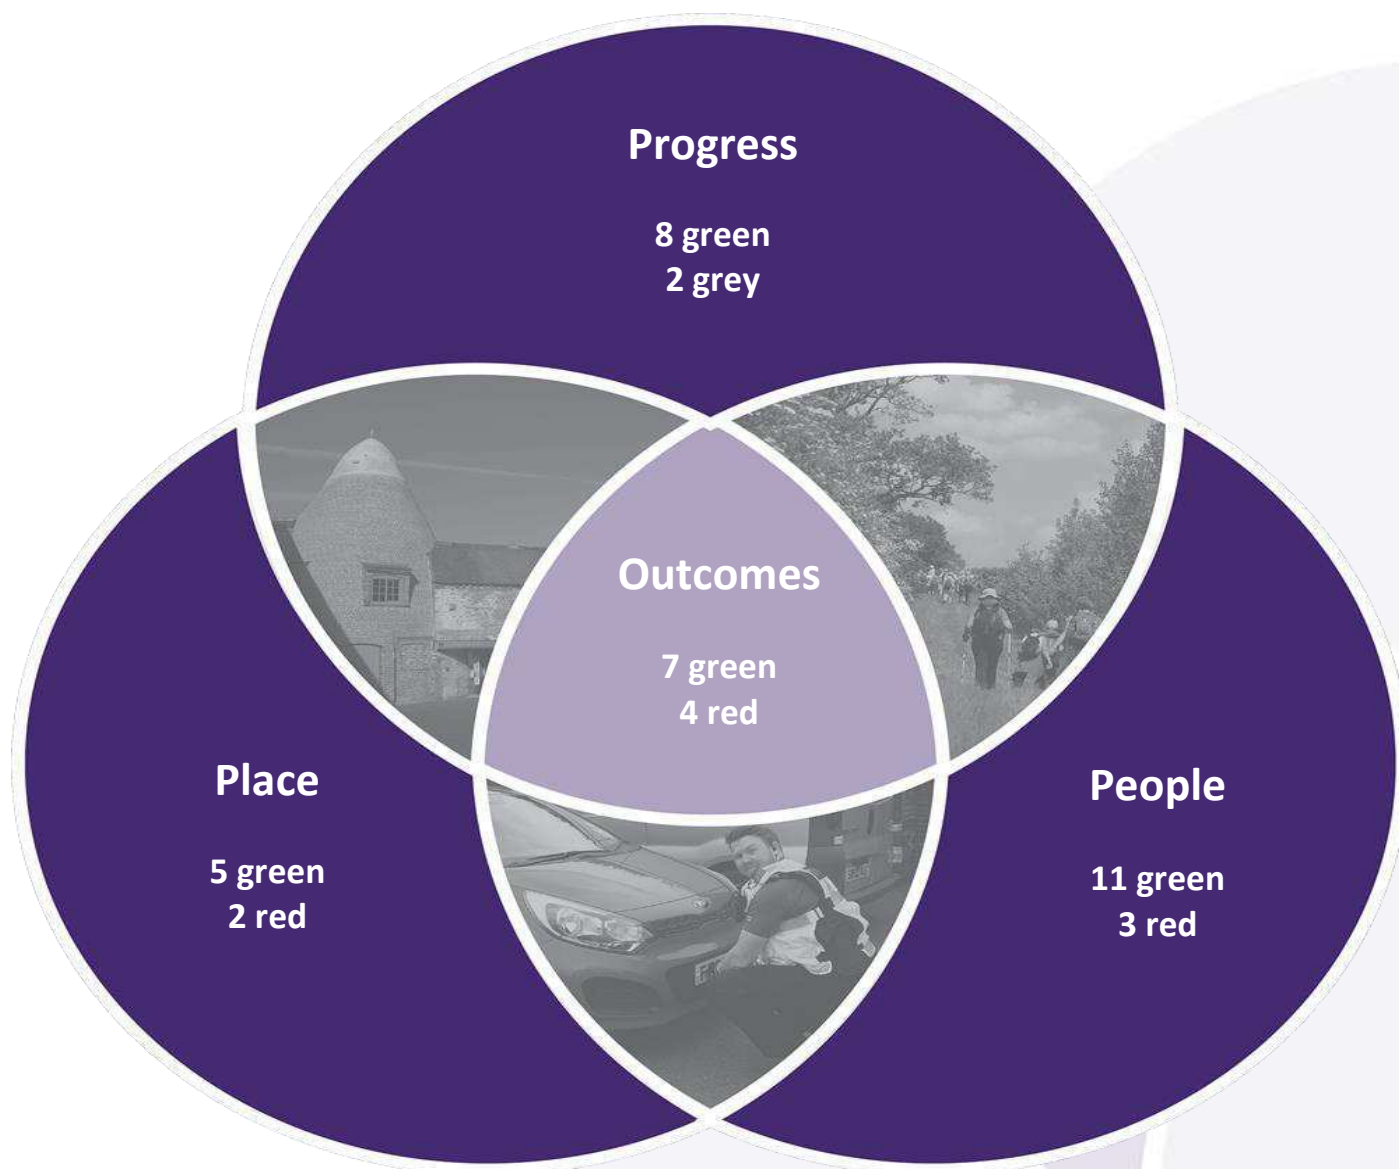 Progress
8 green
2 grey
Outcomes
7 green
4 red
Place
5 green
2 red
People
11 green
3 red